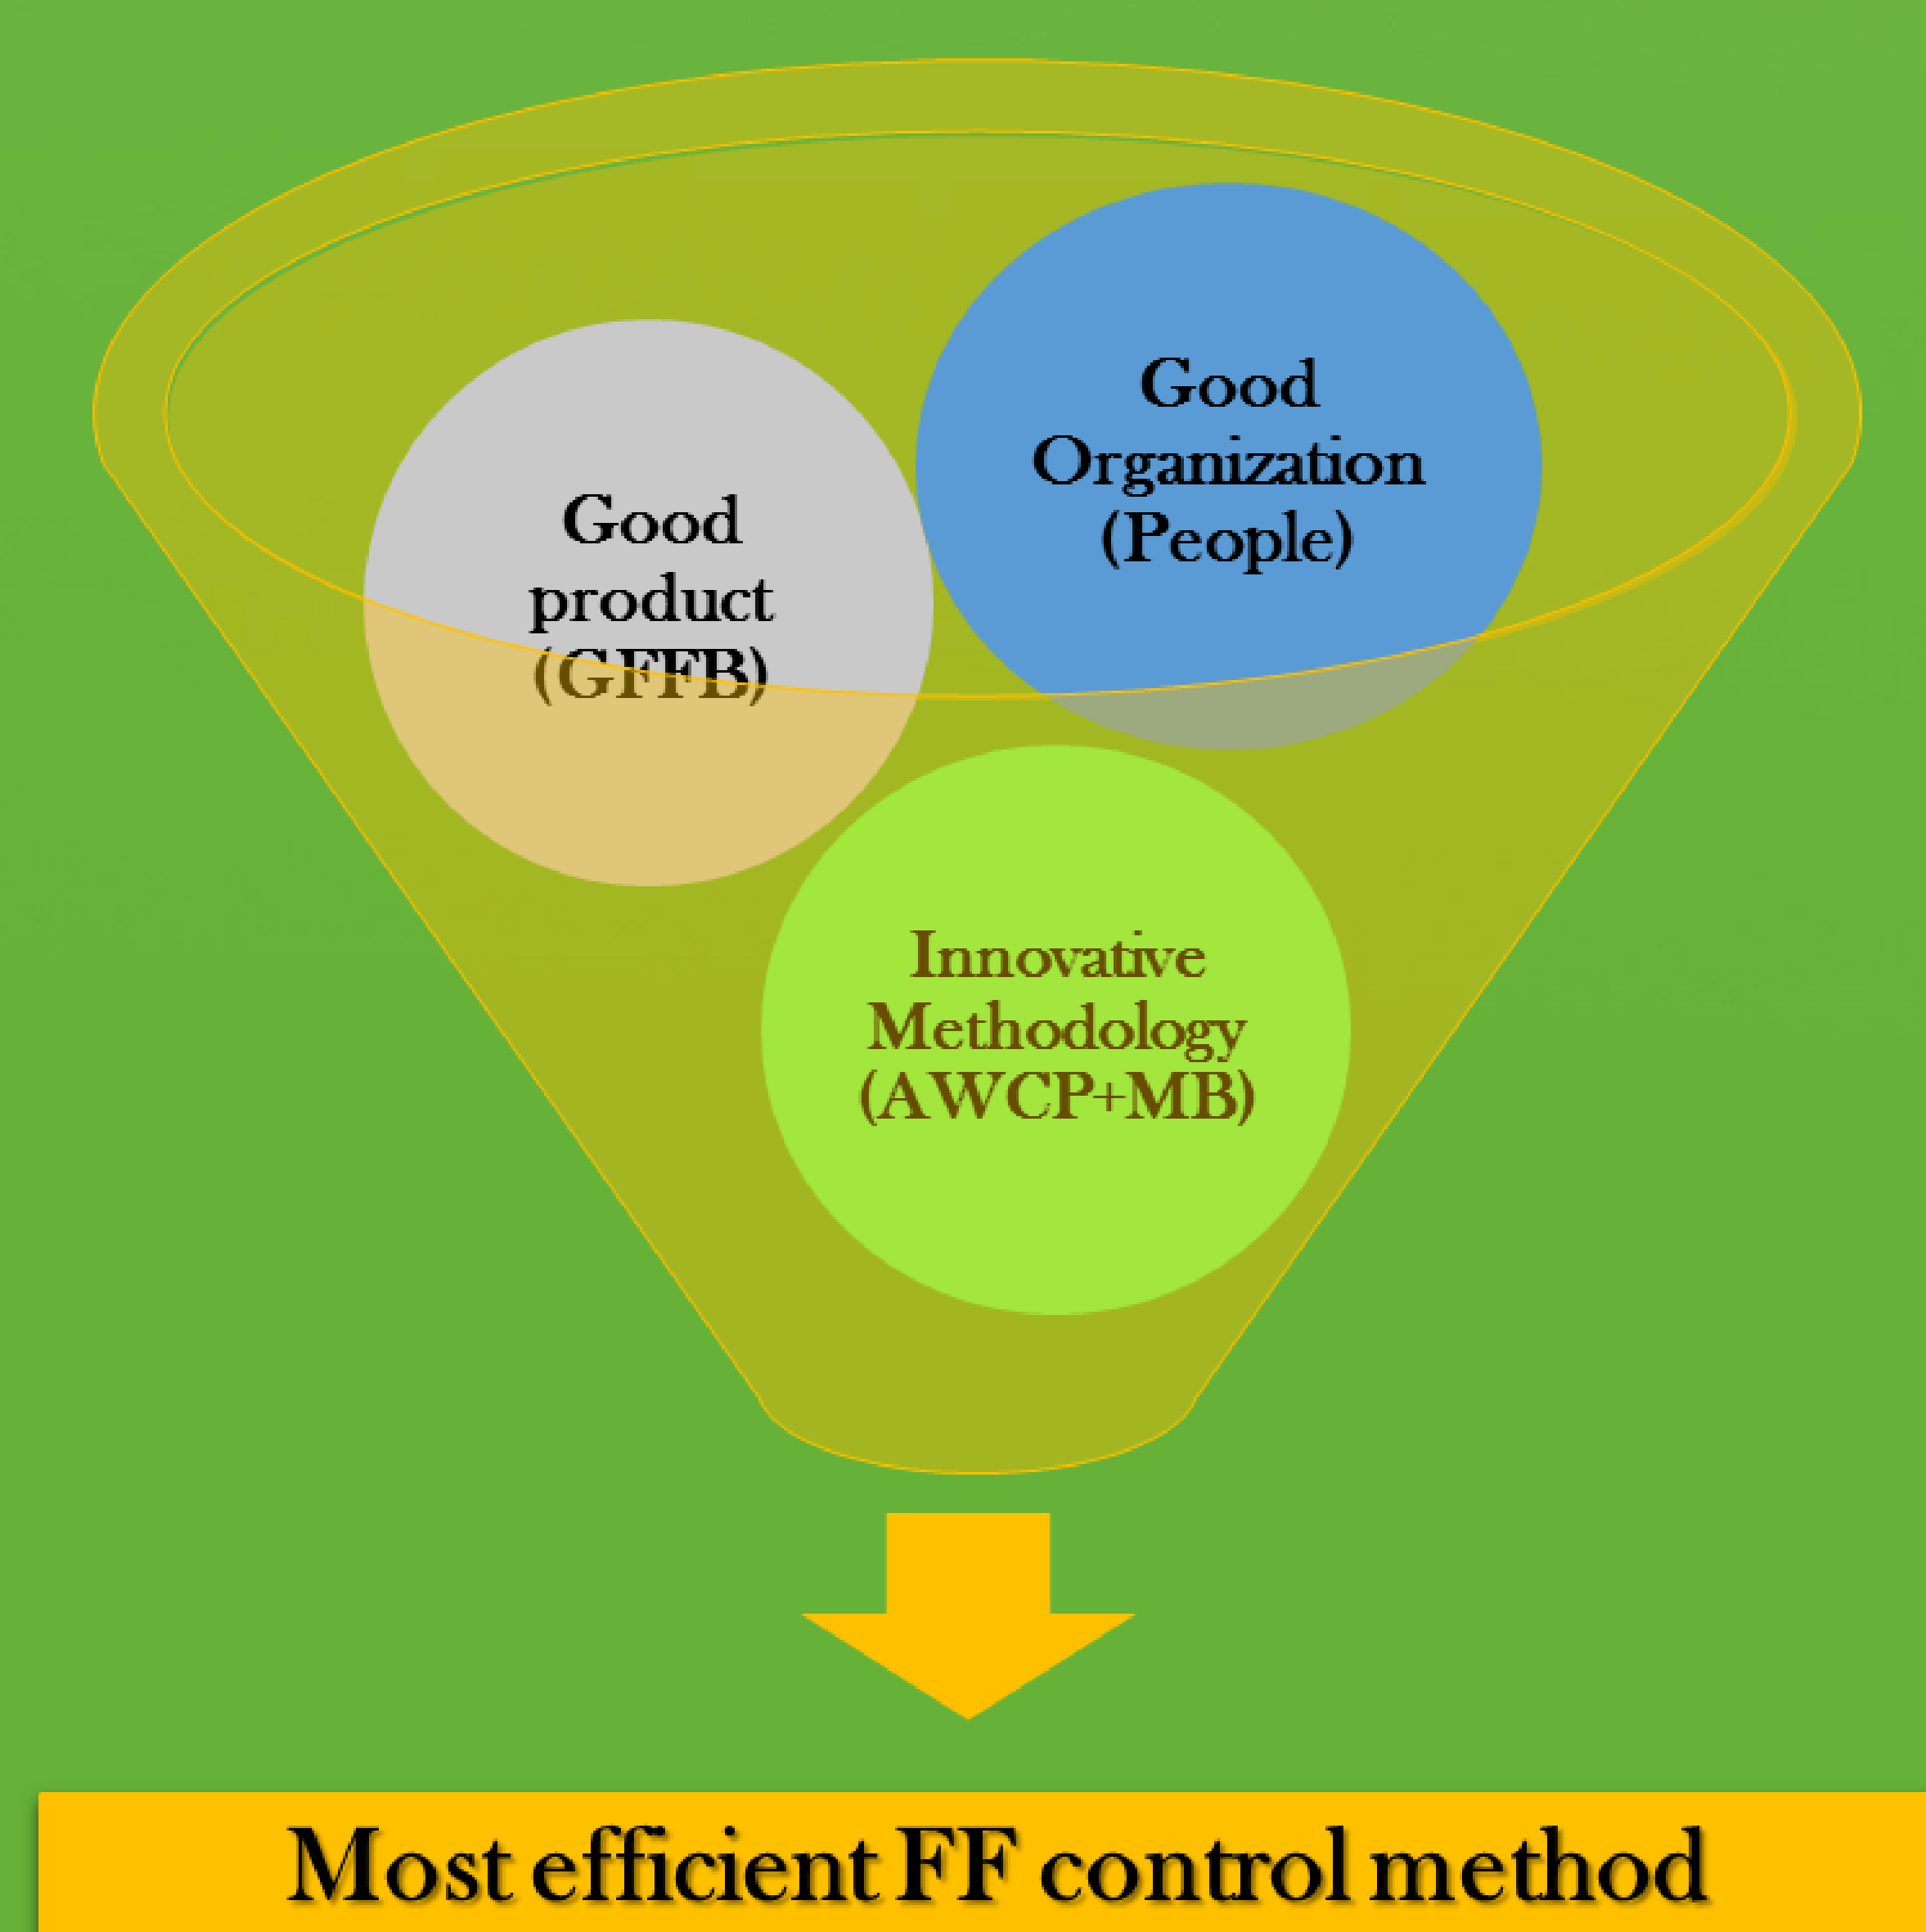 Good
Organization
(People)
Good
product
(GFFB)
Innovative
Methodology
(AWCP+MB)
Most efficient FF control method